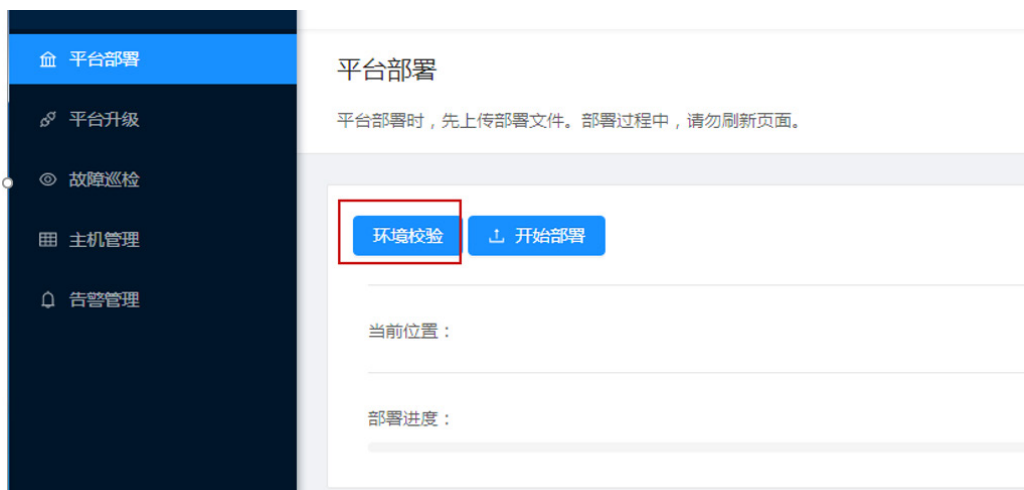 平台部署
平台升级
故障巡检
主机管理
告警管理
平台部署
平台部署时，先上传部署文件。部署过程中，请勿刷新页面。
环境校验 开始部署
当前位置：
部署进度：